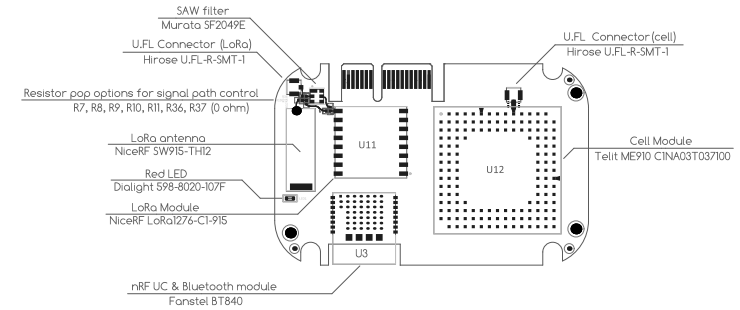 SAW filter
Murata SF2049E
U.FL Connector (LoRa)
Hirose U.FL-R-SMT-1
Resistor pop options for signal path control
R7, R8, R9, R10, R11, R36, R37 (0 ohm)
LoRa antenna
NiceRF SW915-TH12
Red LED
Dialight 598-8020-107F
LoRa Module
NiceRF LoRa1276-C1-915
nRF UC & Bluetooth module
Fanstel BT840
U.FL Connector(cell)
Hirose U.FL-R-SMT-1
Cell Module
Telit ME910 C1NA03T037100
U11
U12
U3